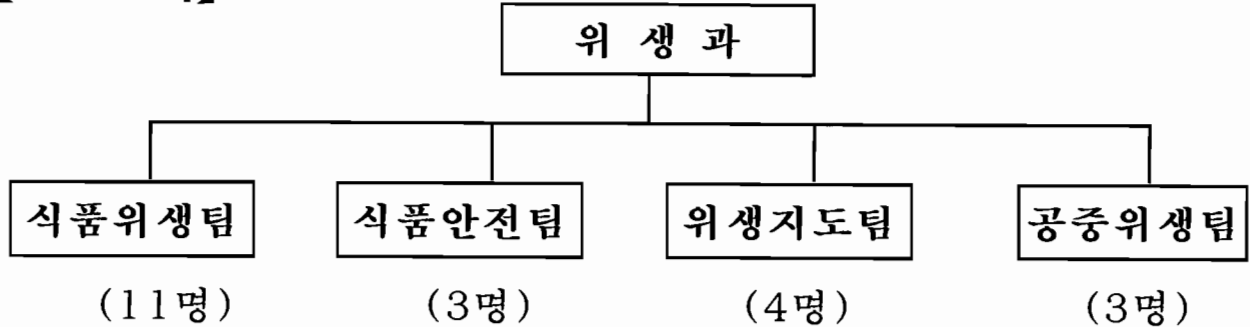 위 생 과
식품위생팀 식품안전팀 위생지도팀 공중위생팀
(11명) (3명) (4명) (3명)